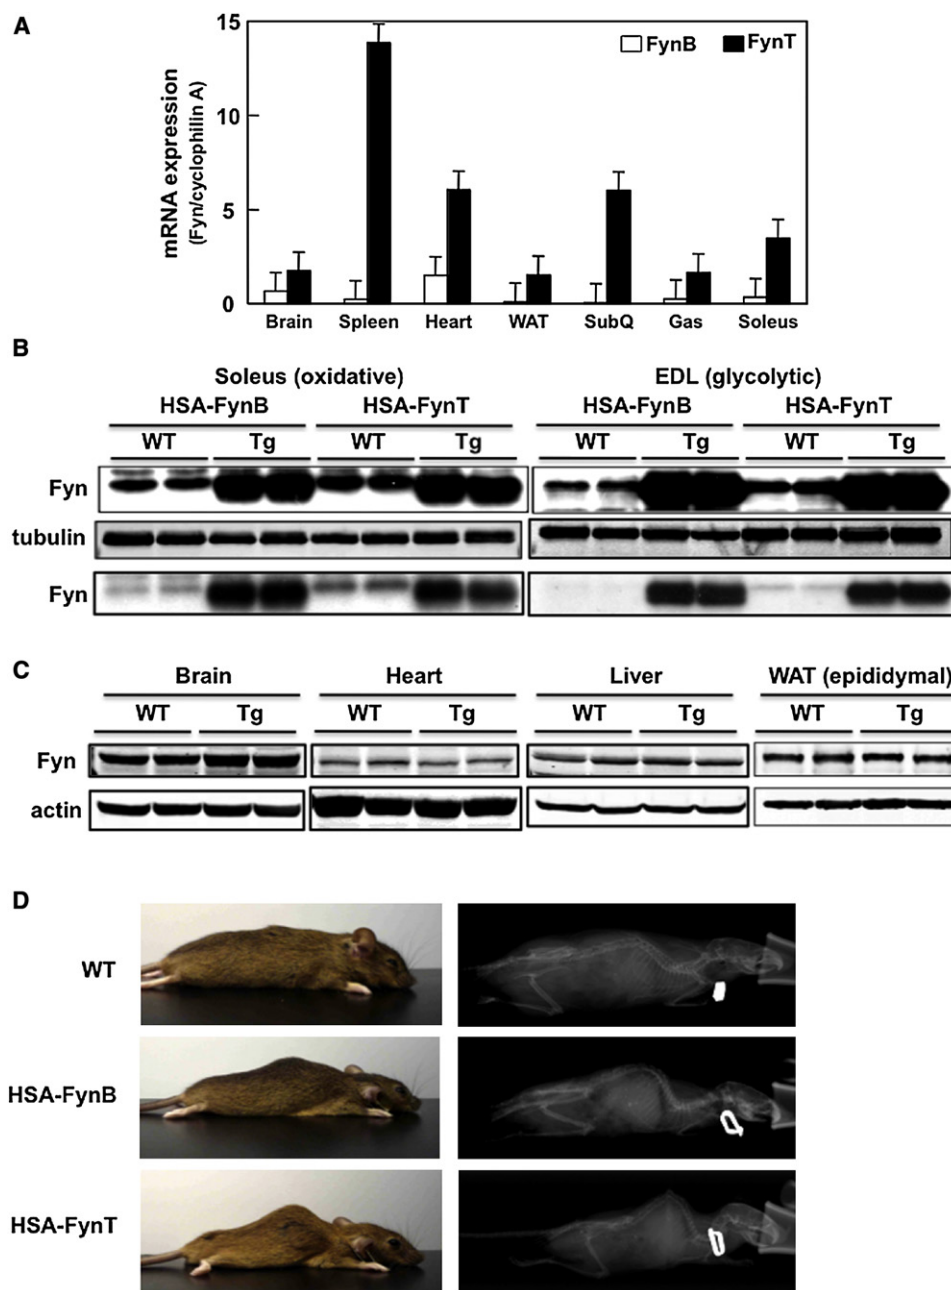 A
15
10
5
0
mRNA expression
(Fyn/cyclophilin A)
FynB FynT
Brain Spleen Heart WAT SubQ Gas Soleus
B
Soleus (oxidative) EDL (glycolytic)
HSA-FynB HSA-FynT HSA-FynB HSA-FynT
WT Tg WT Tg WT Tg WT Tg
Fyn
tubulin
Fyn
C
Brain Heart Liver WAT (epididymal)
WT Tg WT Tg WT Tg WT Tg
Fyn
actin
D
WT
HSA-FynB
HSA-FynT